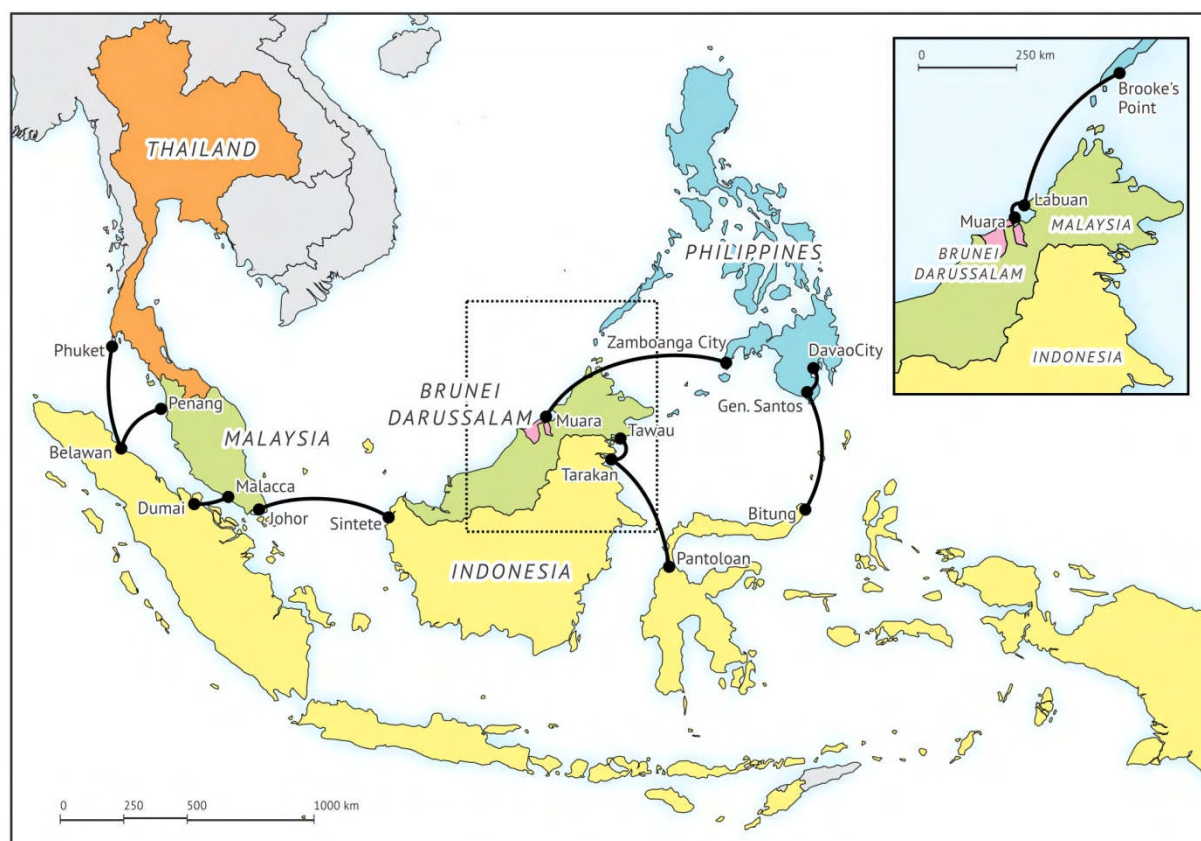 THAILAND
PHILIPPINES
Phuket
Penang
Belawan
MALAYSIA
Malacca
Dumai
Johor
Sintete
BRUNEI
DARUSSALAM
Muara
Zamboanga City
DavaoCity
Gen. Santos
Tawau
Tarakan
Bitung
Pantoloan
INDONESIA
0 250 500 1000 km
0 250 km
Brooke's
Point
Labuan
Muara
MALAYSIA
BRUNEI
DARUSSALAM
INDONESIA